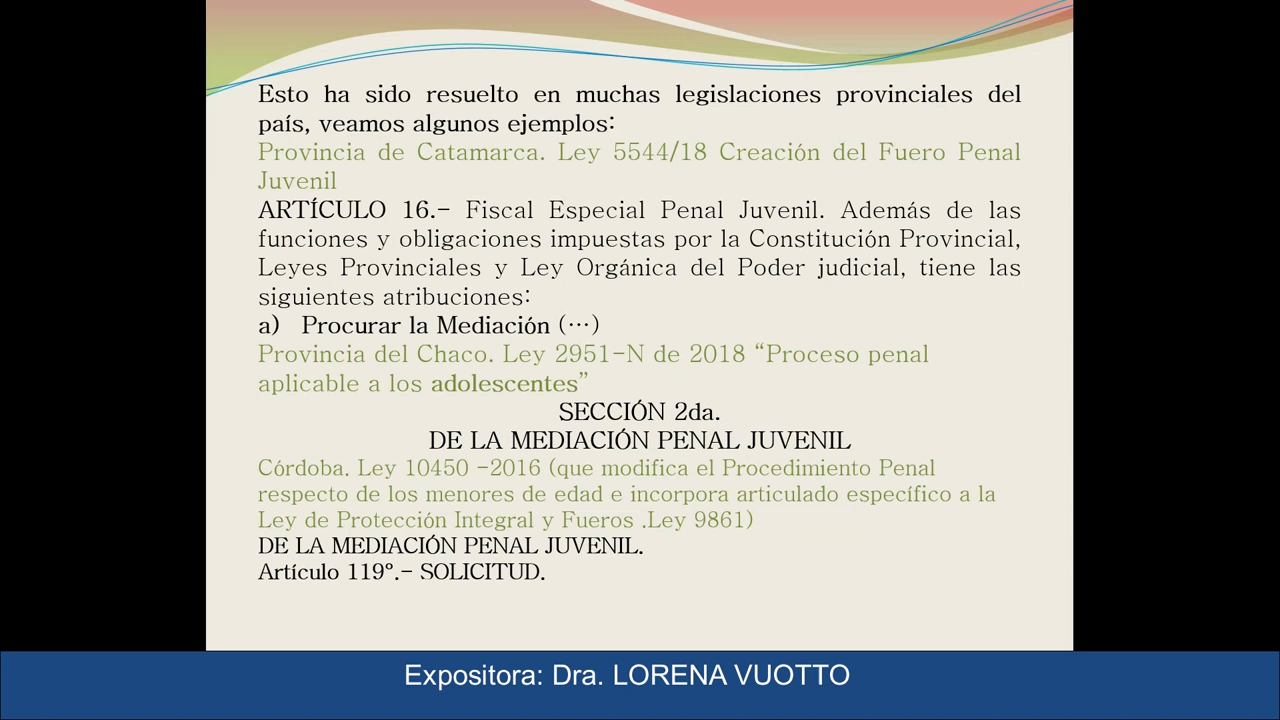 Esto ha sido resuelto en muchas legislaciones provinciales del
país, veamos algunos ejemplos:
Provincia de Catamarca. Ley 5544/18 Creación del Fuero Penal
Juvenil
ARTÍCULO 16.- Fiscal Especial Penal Juvenil. Además de las
funciones y obligaciones impuestas por la Constitución Provincial,
Leyes Provinciales y Ley Orgánica del Poder judicial, tiene las
siguientes atribuciones:
a) Procurar la Mediación (…)
Provincia del Chaco. Ley 2951-N de 2018 “Proceso penal
aplicable a los adolescentes”
SECCIÓN 2da.
DE LA MEDIACIÓN PENAL JUVENIL
Córdoba. Ley 10450 -2016 (que modifica el Procedimiento Penal
respecto de los menores de edad e incorpora articulado específico a la
Ley de Protección Integral y Fueros .Ley 9861)
DE LA MEDIACIÓN PENAL JUVENIL.
Artículo 119°.- SOLICITUD.
Expositora: Dra. LORENA VUOTTO